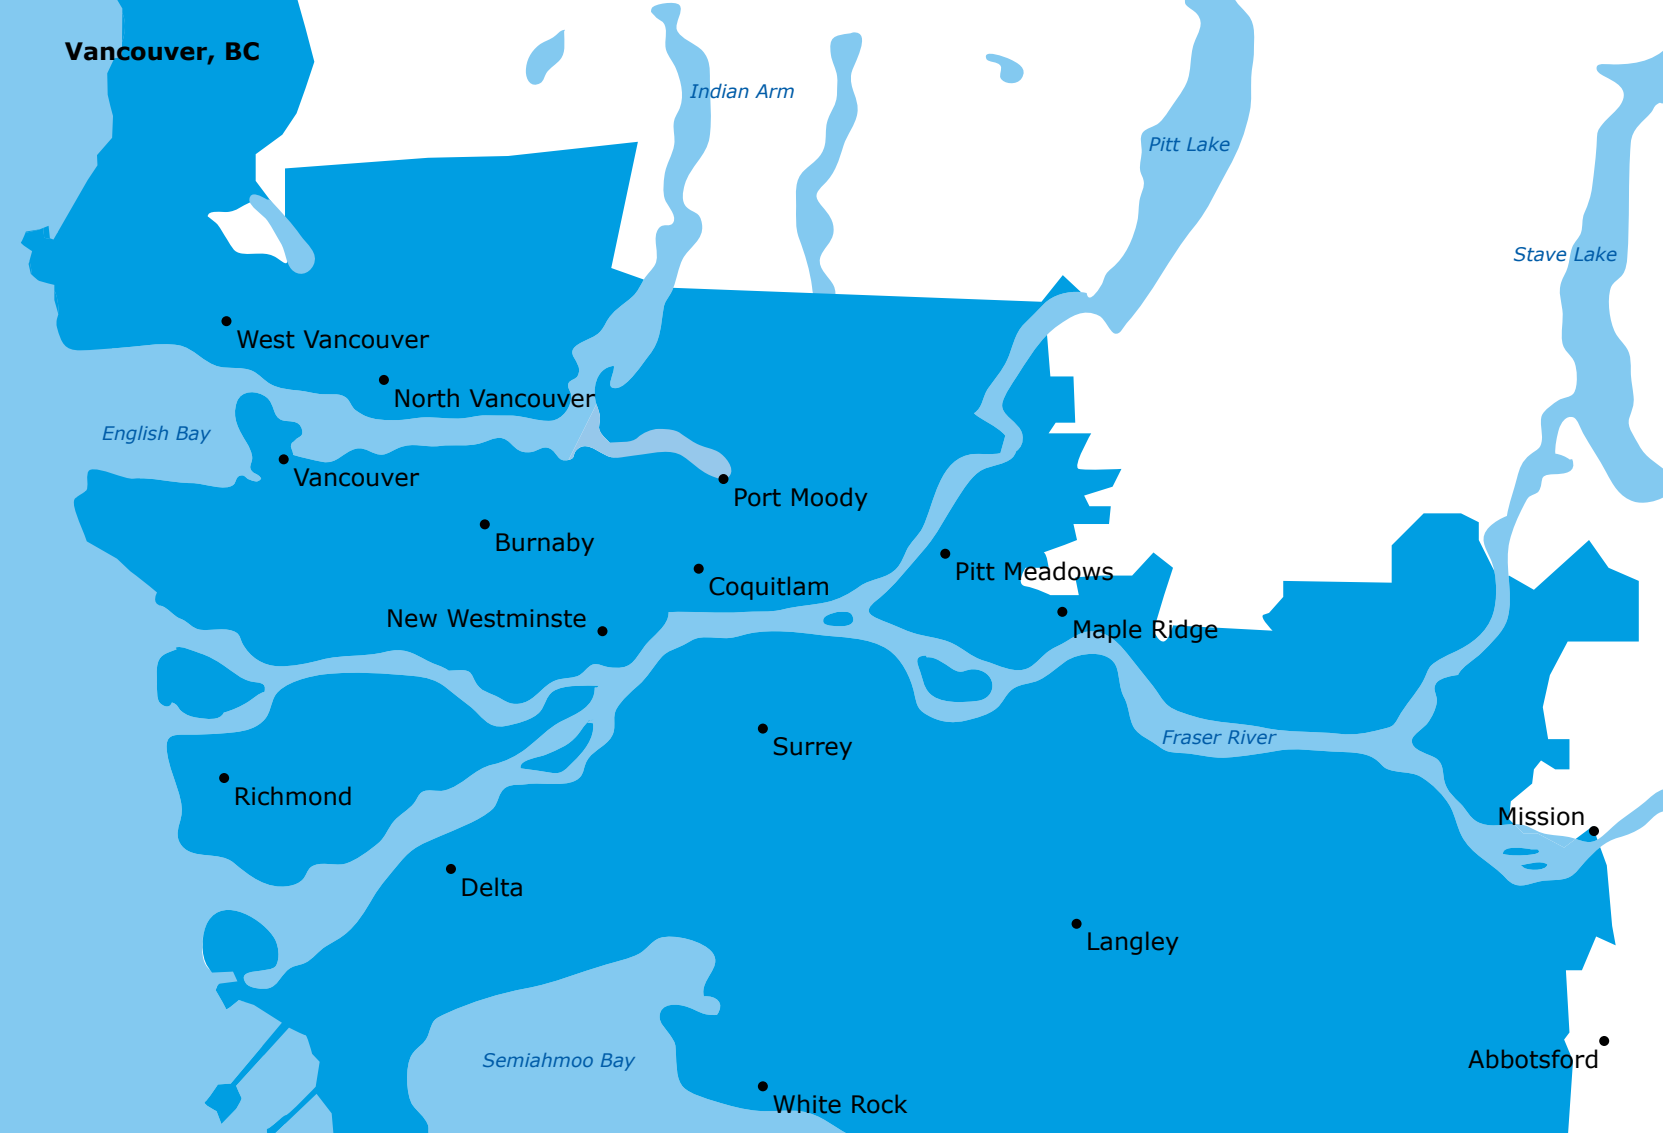 Vancouver, BC
Indian Arm
Pitt Lake
Stave Lake
West Vancouver
North Vancouver
English Bay
Vancouver
Port Moody
Burnaby
Pitt Meadows
Coquitlam
New Westminste
Maple Ridge
Surrey
Fraser River
Richmond
Mission
Delta
Langley
Semiahmoo Bay
Abbotsford
White Rock